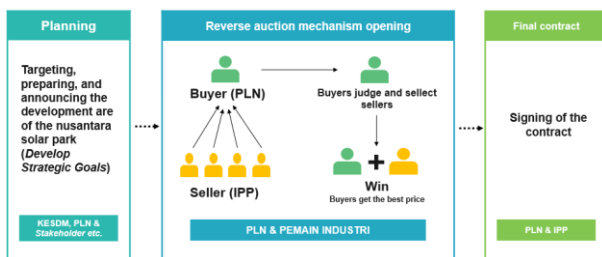 Planning
Targeting,
preparing, and
announcing the
development are
of the nusantara
solar park
(Develop
Strategic Goals)
KESDM, PLN &
Stakeholder etc.
Reverse auction mechanism opening
Buyer (PLN)
Seller (IPP)
Buyers judge and sellect
sellers
Win
Buyers get the best price
PLN & PEMAIN INDUSTRI
Final contract
Signing of the
contract
PLN & IPP